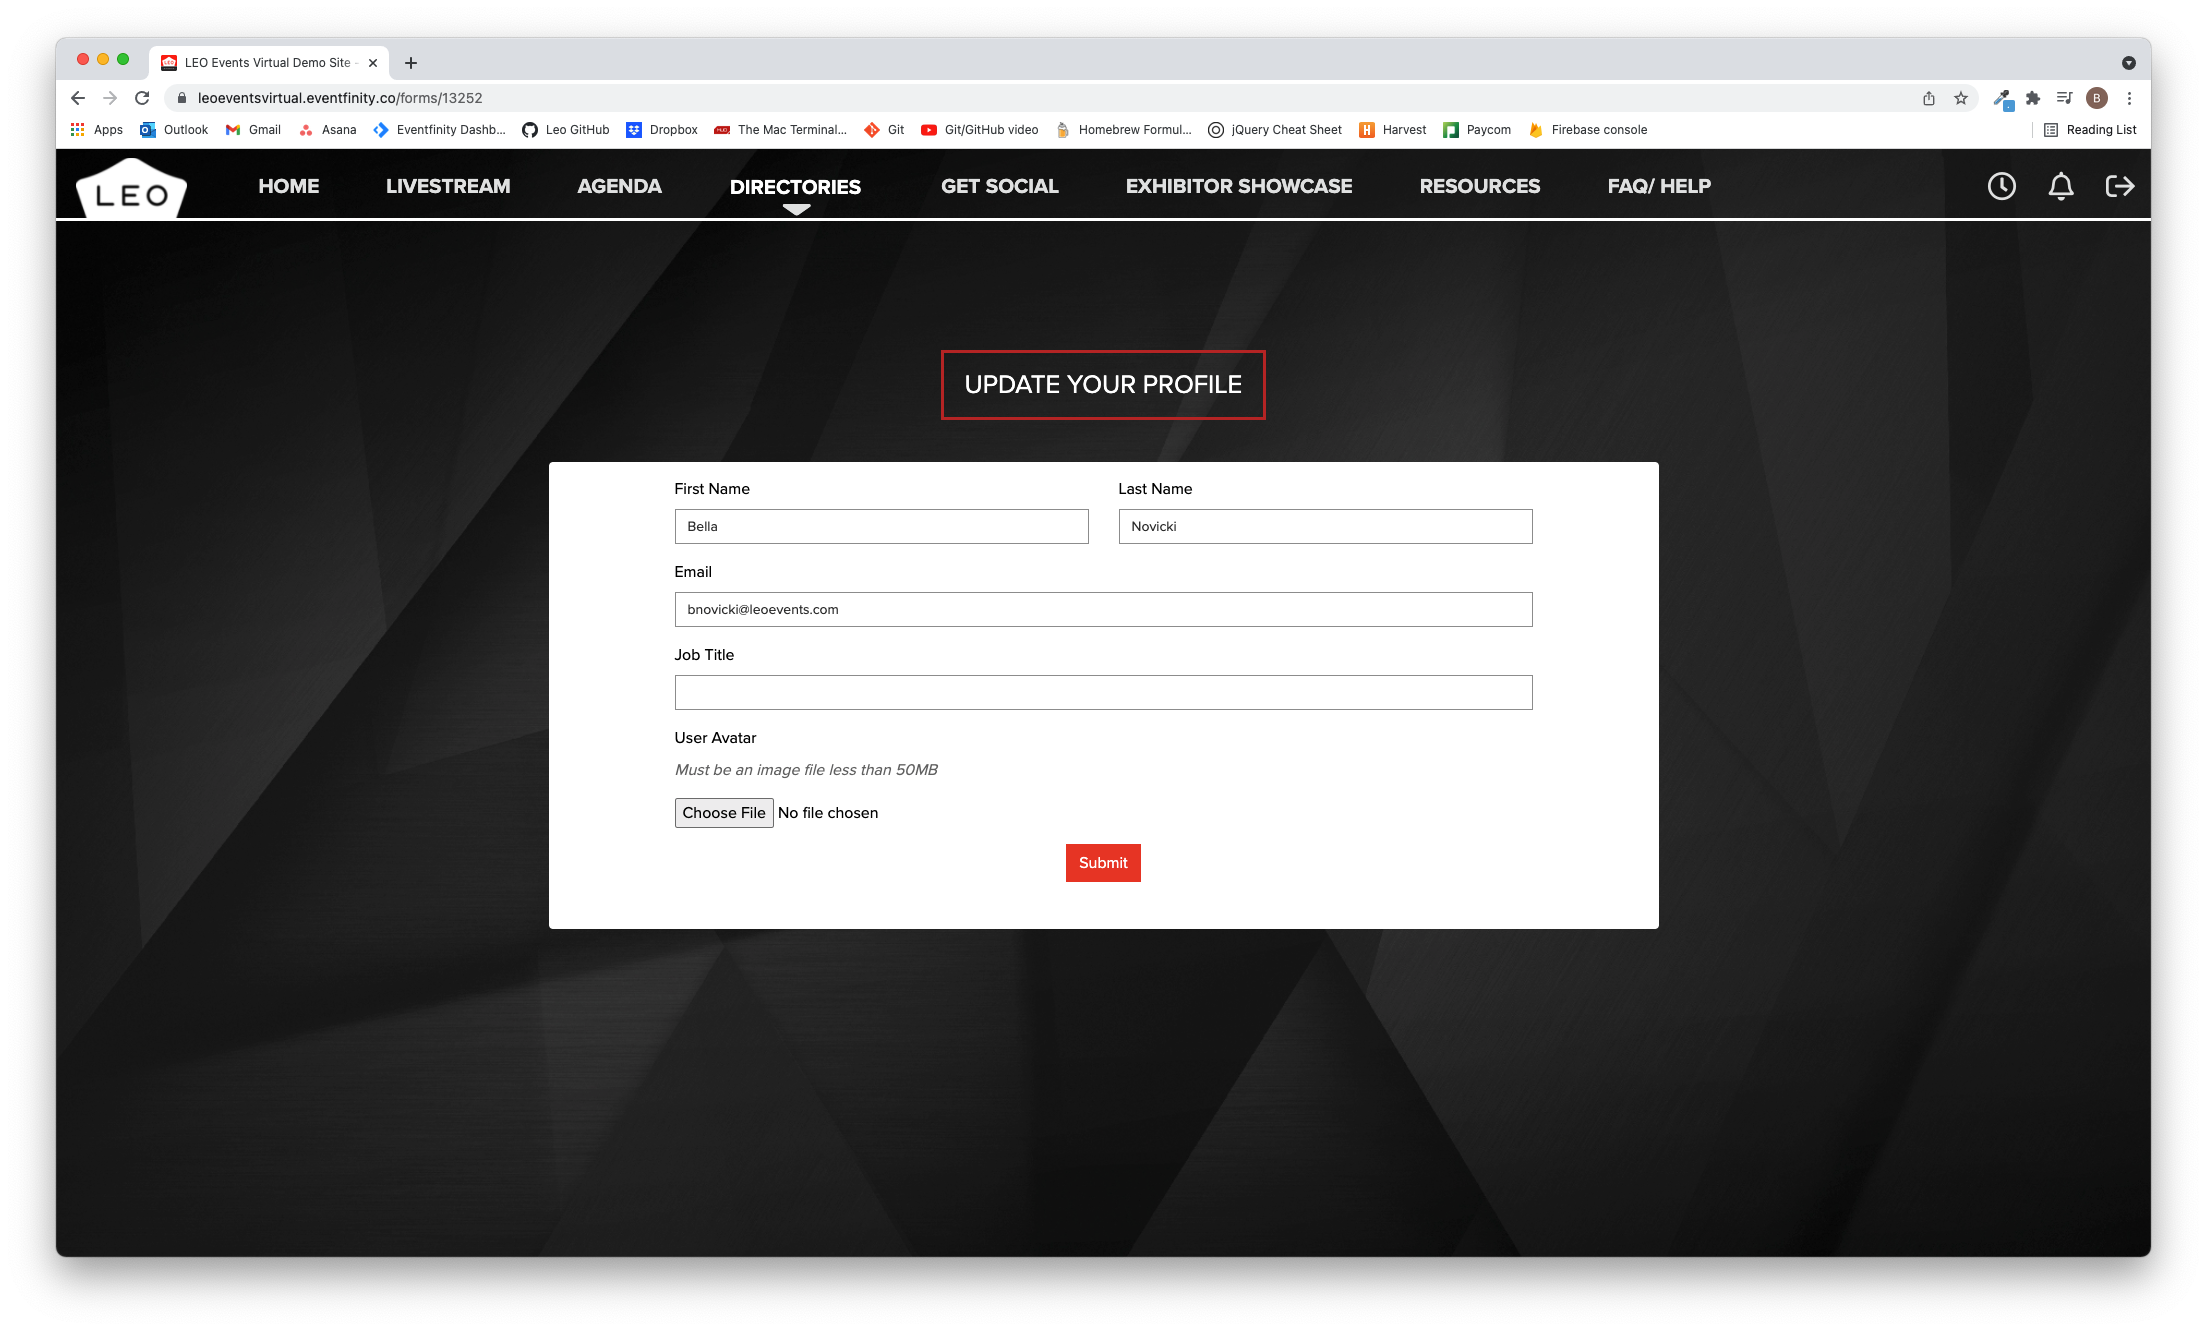 LEO Events Virtual Demo Site -
leoeventsvirtual.eventfinity.co/forms/13252
B
Apps Outlook Gmail Asana Eventfinity Dashb... Leo GitHub Dropbox The Mac Terminal... Git Git/GitHub video Homebrew Formul... jQuery Cheat Sheet Harvest Paycom Firebase console Reading List
LEO HOME LIVESTREAM AGENDA DIRECTORIES GET SOCIAL EXHIBITOR SHOWCASE RESOURCES FAQ/ HELP
UPDATE YOUR PROFILE
First Name Last Name
Bella Novicki
Email
bnovicki@leoevents.com
Job Title
User Avatar
Must be an image file less than 50MB
Choose File No file chosen
Submit